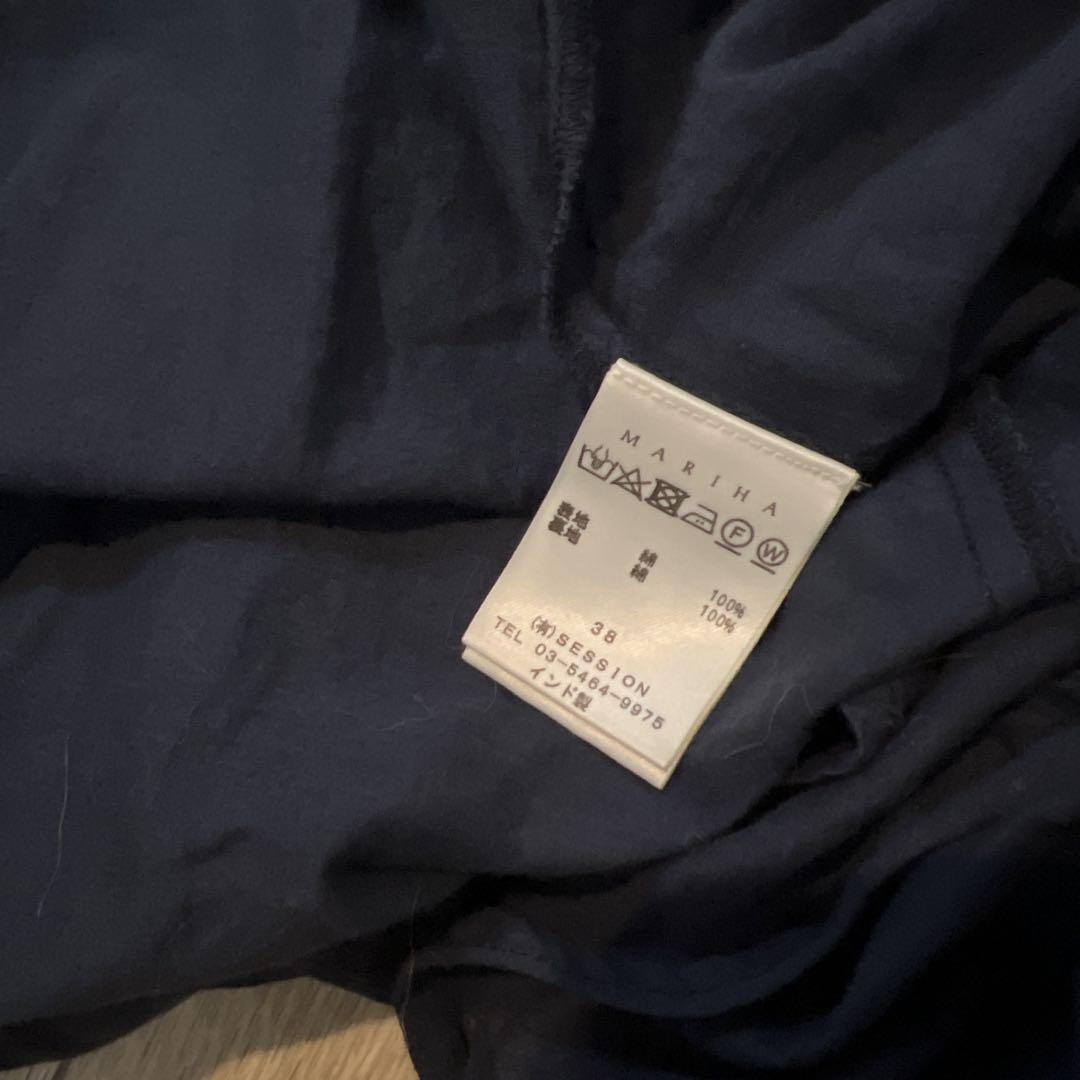 MARIHA
F W
表地 綿 100%
裏地 綿 100%
38
(有)SESSION
TEL 03-5464-9975
インド製